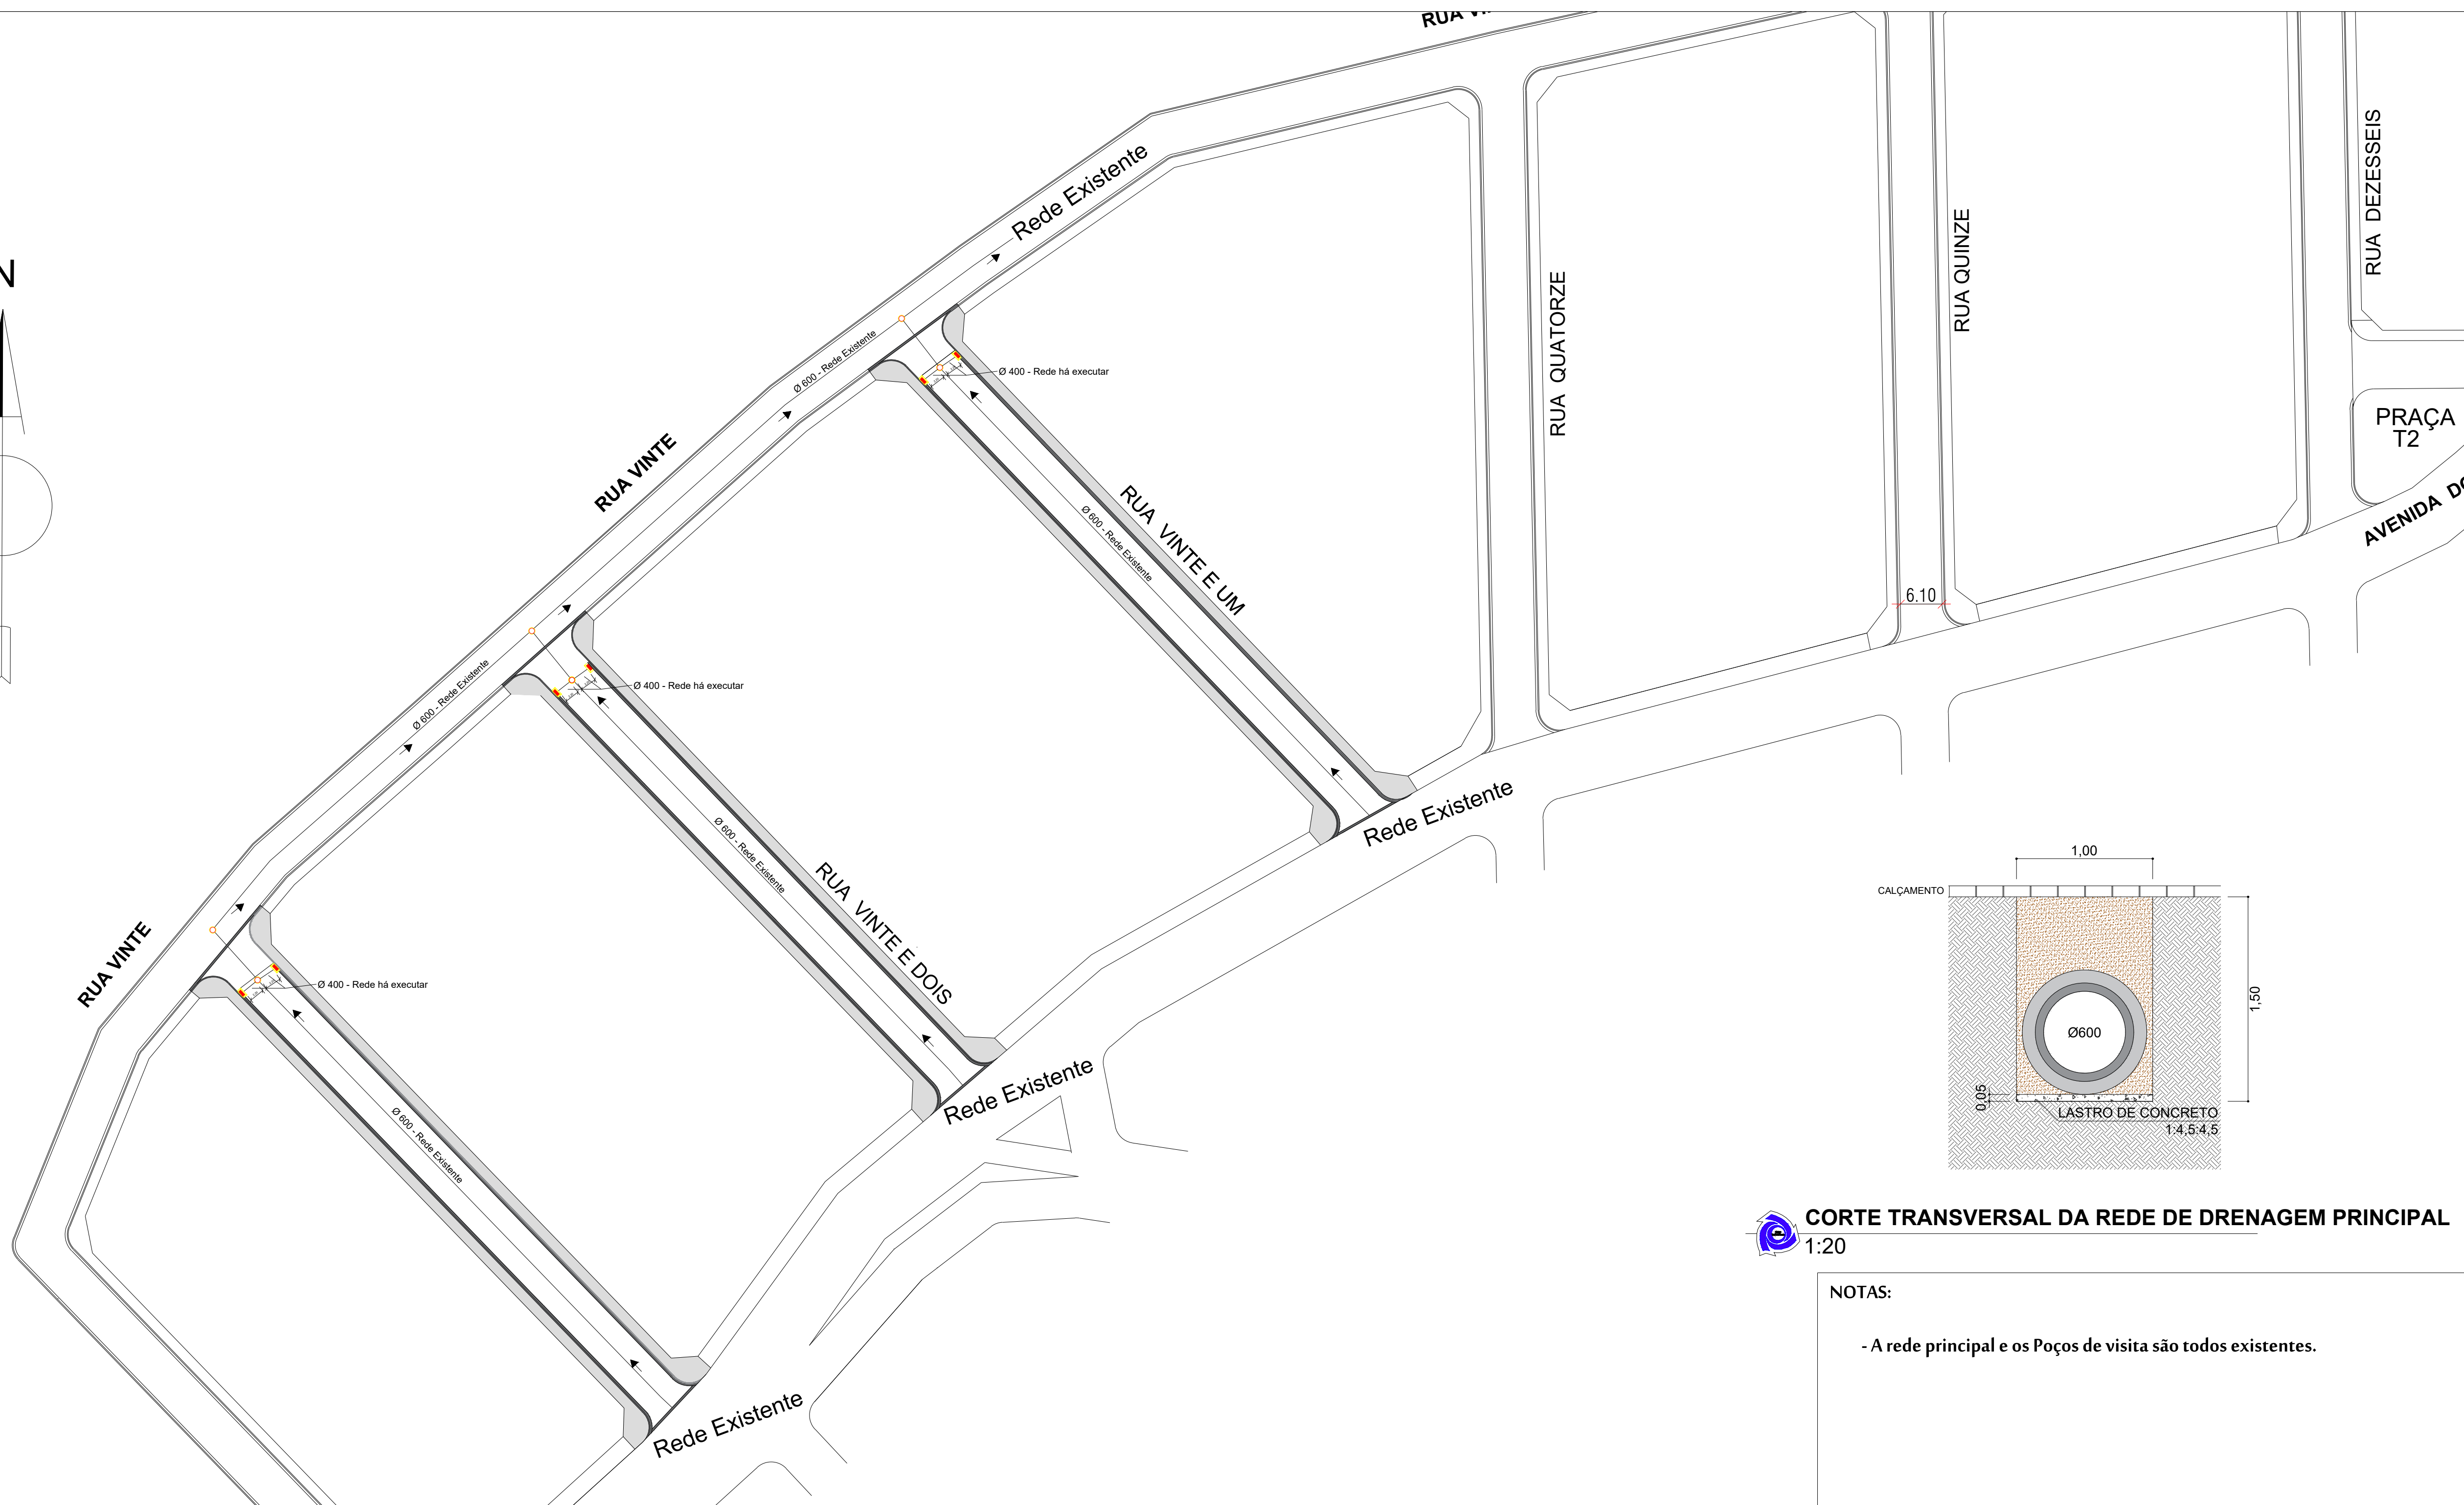 N
RUA
RUA DEZESSEIS
Rede Existente
RUA QUINZE
RUA QUATORZE
Ø 600 - Rede Existente
Ø 400 - Rede há executar
PRAÇA
T2
RUA VINTE
AVENIDA
RUA VINTE E UM
Ø 600 - Rede Existente
6.10
Ø 600 - Rede Existente
Ø 400 - Rede há executar
Rede Existente
Ø 600 - Rede Existente
RUA VINTE E DOIS
RUA VINTE
Ø 400 - Rede há executar
Rede Existente
Ø 600 - Rede Existente
Rede Existente
1,00
CALÇAMENTO
1,50
Ø600
0,05
LASTRO DE CONCRETO
1:4,5:4,5
CORTE TRANSVERSAL DA REDE DE DRENAGEM PRINCIPAL
1:20
NOTAS:
- A rede principal e os Poços de visita são todos existentes.